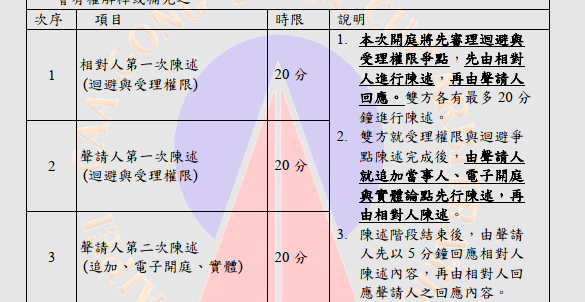 會有權解釋或補充之
次序 項目 時限 說明
1 相對人第一次陳述
(迴避與受理權限) 20 分
2 聲請人第一次陳述
(迴避與受理權限) 20 分
3 聲請人第二次陳述
(追加、電子開庭、實體) 20 分
1. 本次開庭將先審理迴避與
受理權限爭點，先由相對
人進行陳述，再由聲請人
回應。雙方各有最多 20 分
鐘進行陳述。
2. 雙方就受理權限與迴避爭
點陳述完成後，由聲請人
就追加當事人、電子開庭
與實體論點先行陳述，再
由相對人陳述。
3. 陳述階段結束後，由聲請
人先以 5 分鐘回應相對人
陳述內容，再由相對人回
應聲請人之回應內容。